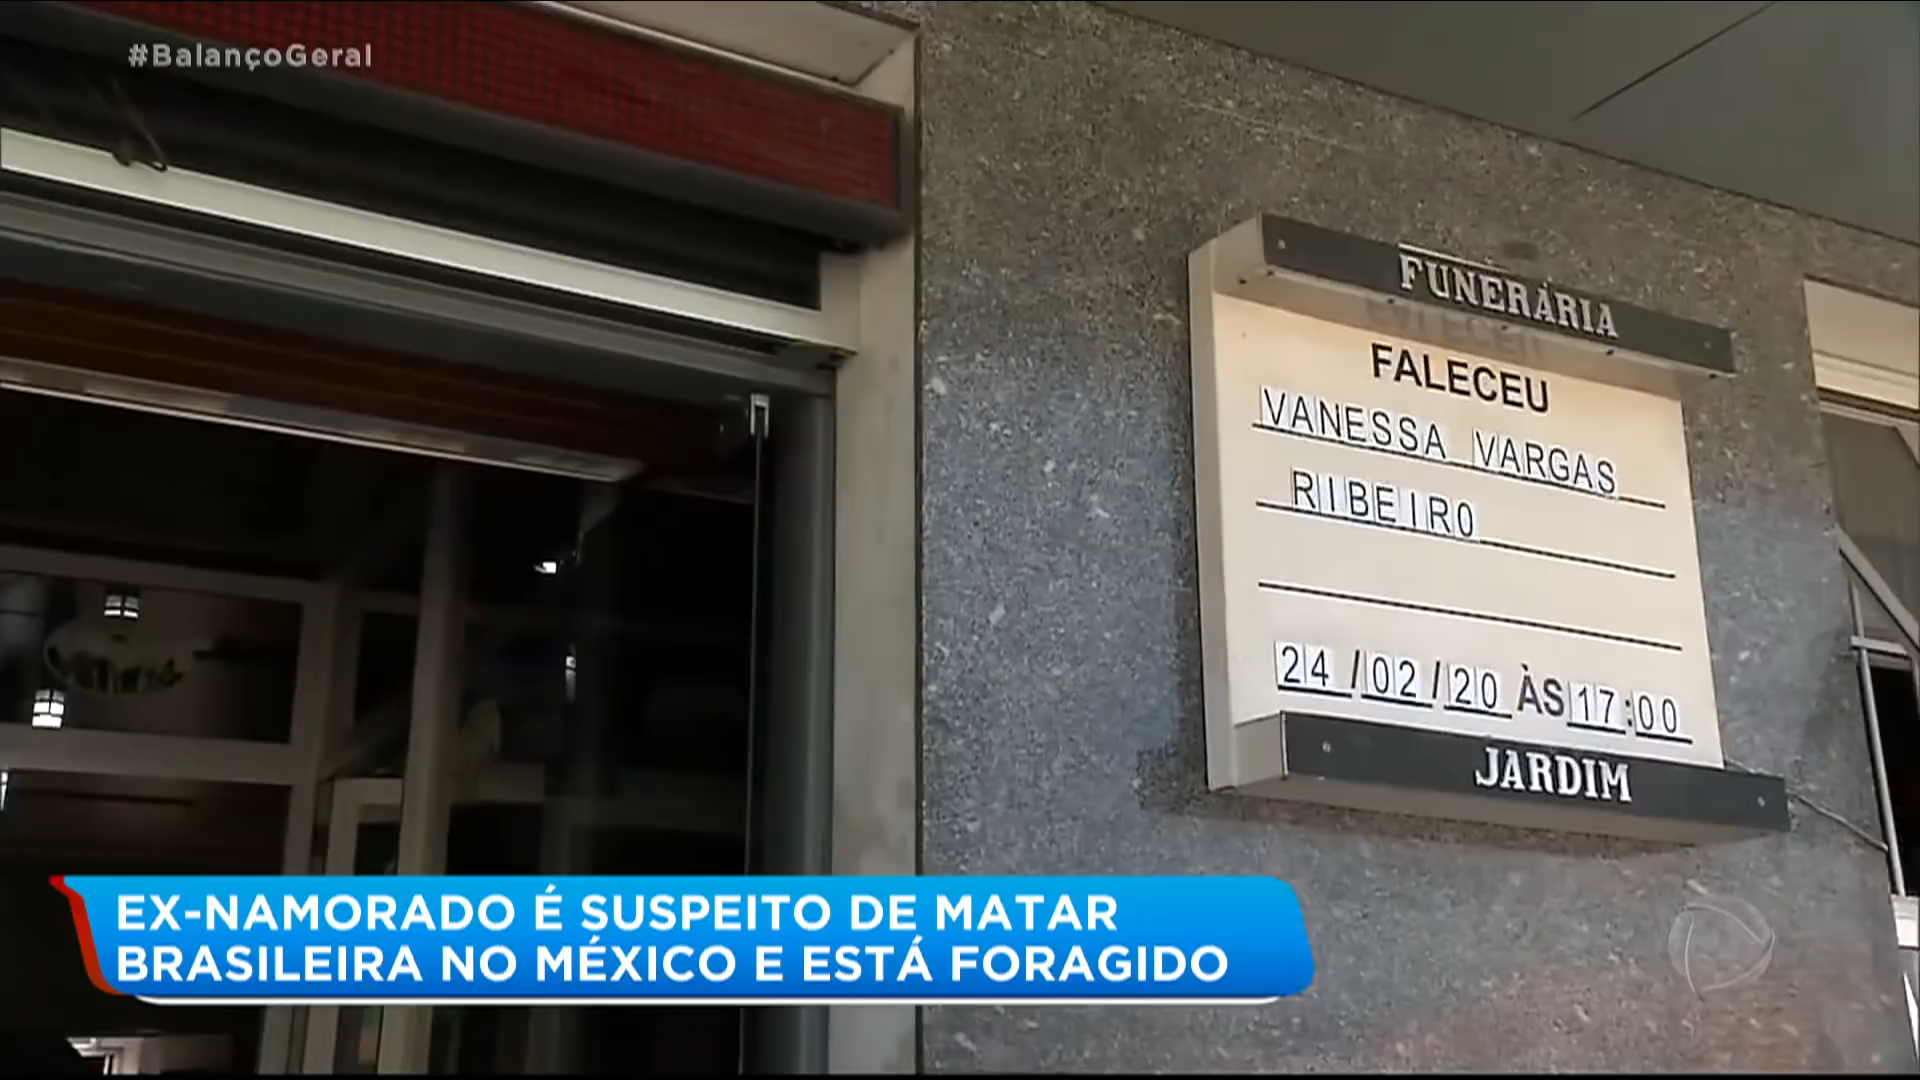 #BalançoGeral
FUNERÁRIA
FALECEU
VANESSA VARGAS
RIBEIRO
24/02/20 ÀS 17:00
JARDIM
EX-NAMORADO É SUSPEITO DE MATAR
BRASILEIRA NO MÉXICO E ESTÁ FORAGIDO